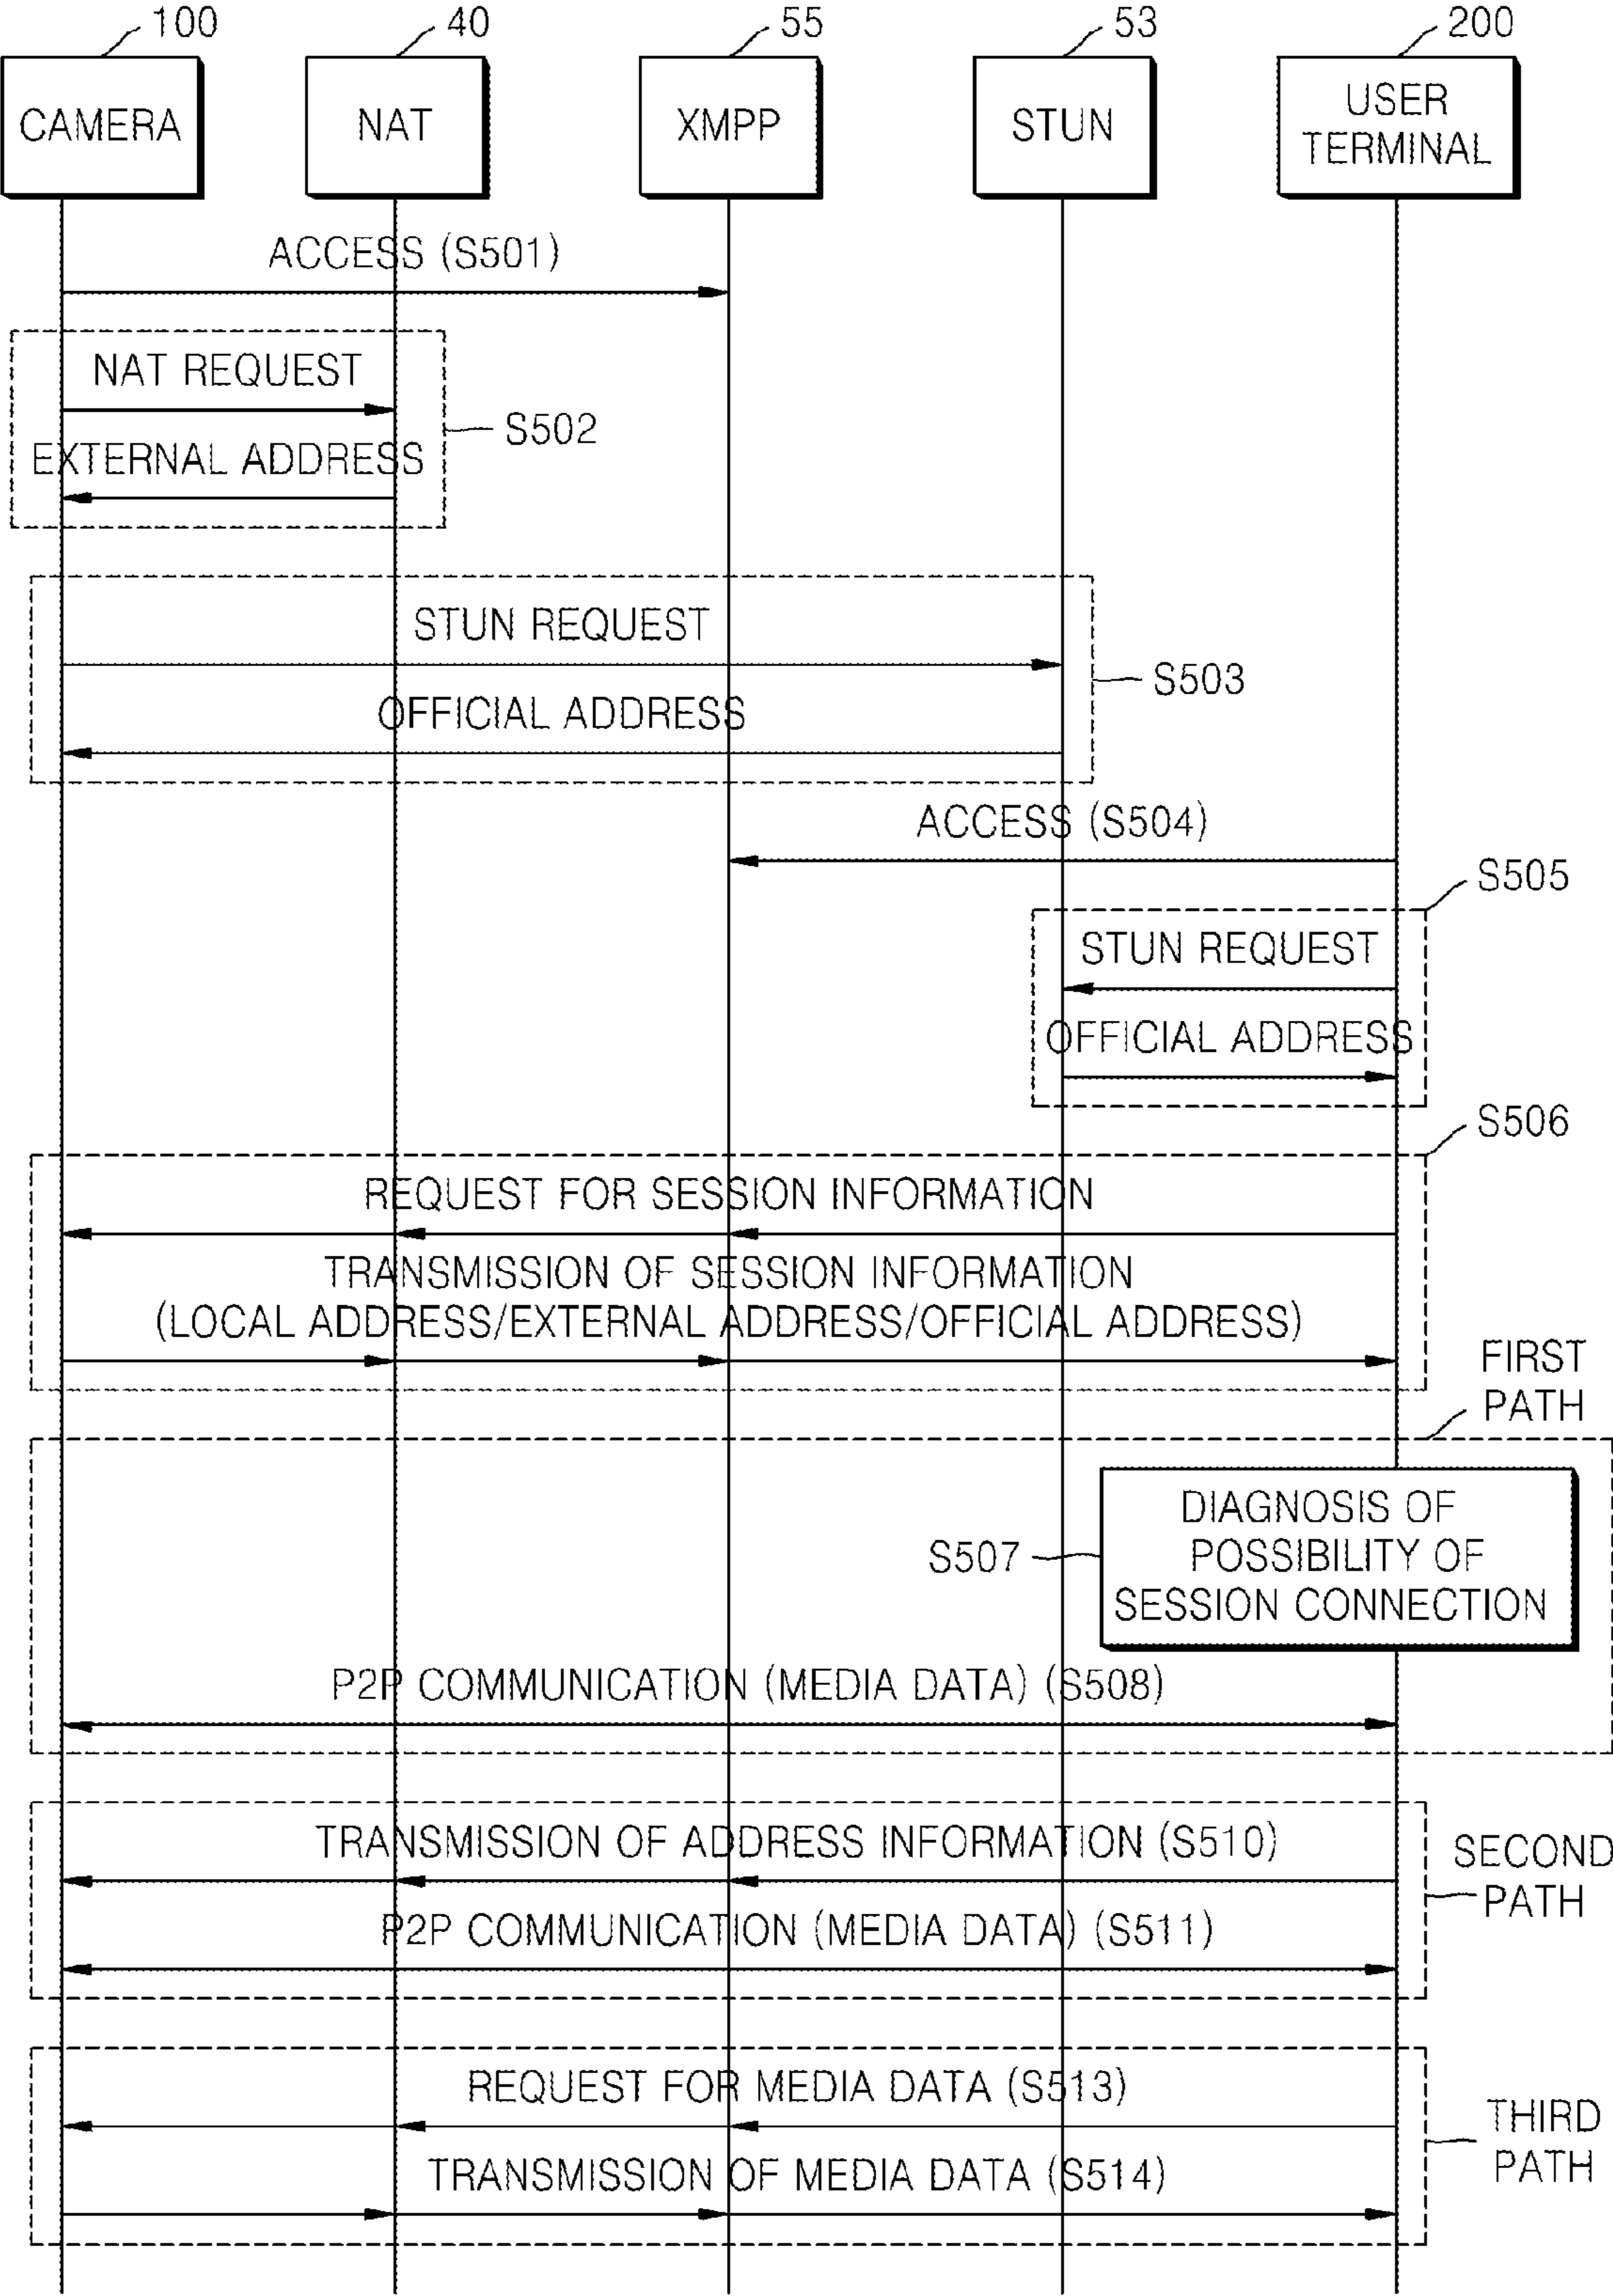 100
40
55
53
200
CAMERA
NAT
XMPP
STUN
USER
TERMINAL
ACCESS (S501)
NAT REQUEST
S502
EXTERNAL ADDRESS
STUN REQUEST
S503
OFFICIAL ADDRESS
ACCESS (S504)
S505
STUN REQUEST
OFFICIAL ADDRESS
S506
REQUEST FOR SESSION INFORMATION
TRANSMISSION OF SESSION INFORMATION
(LOCAL ADDRESS/EXTERNAL ADDRESS/OFFICIAL ADDRESS)
FIRST
PATH
DIAGNOSIS OF
POSSIBILITY OF
SESSION CONNECTION
S507
P2P COMMUNICATION (MEDIA DATA) (S508)
TRANSMISSION OF ADDRESS INFORMATION (S510)
SECOND
PATH
P2P COMMUNICATION (MEDIA DATA) (S511)
REQUEST FOR MEDIA DATA (S513)
THIRD
PATH
TRANSMISSION OF MEDIA DATA (S514)